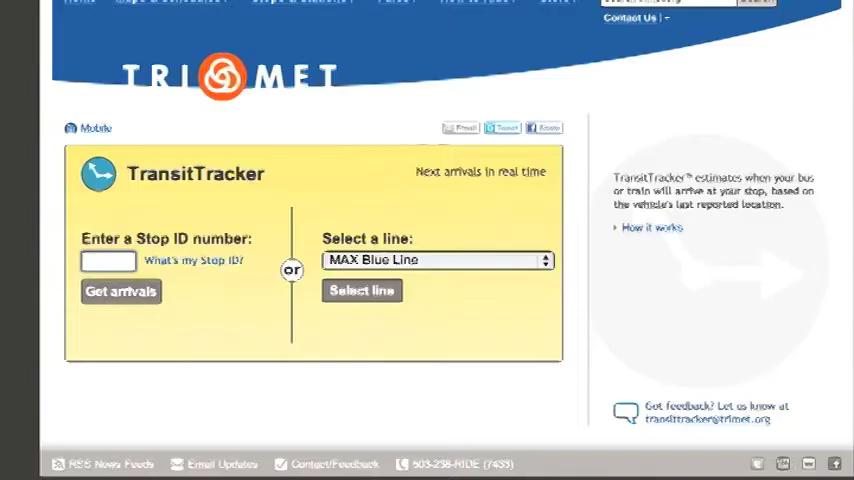 Contact Us
TRI MET
Mobile
Email Tweet Share
TransitTracker
Next arrivals in real time
Enter a Stop ID number:
What's my Stop ID?
Get arrivals
or
Select a line:
MAX Blue Line
Select line
TransitTracker™ estimates when your bus
or train will arrive at your stop, based on
the vehicle's last reported location.
How it works
Got feedback? Let us know at
transittracker@trimet.org
RSS News Feeds
Email Updates
Contact/Feedback
503-238-RIDE (7433)